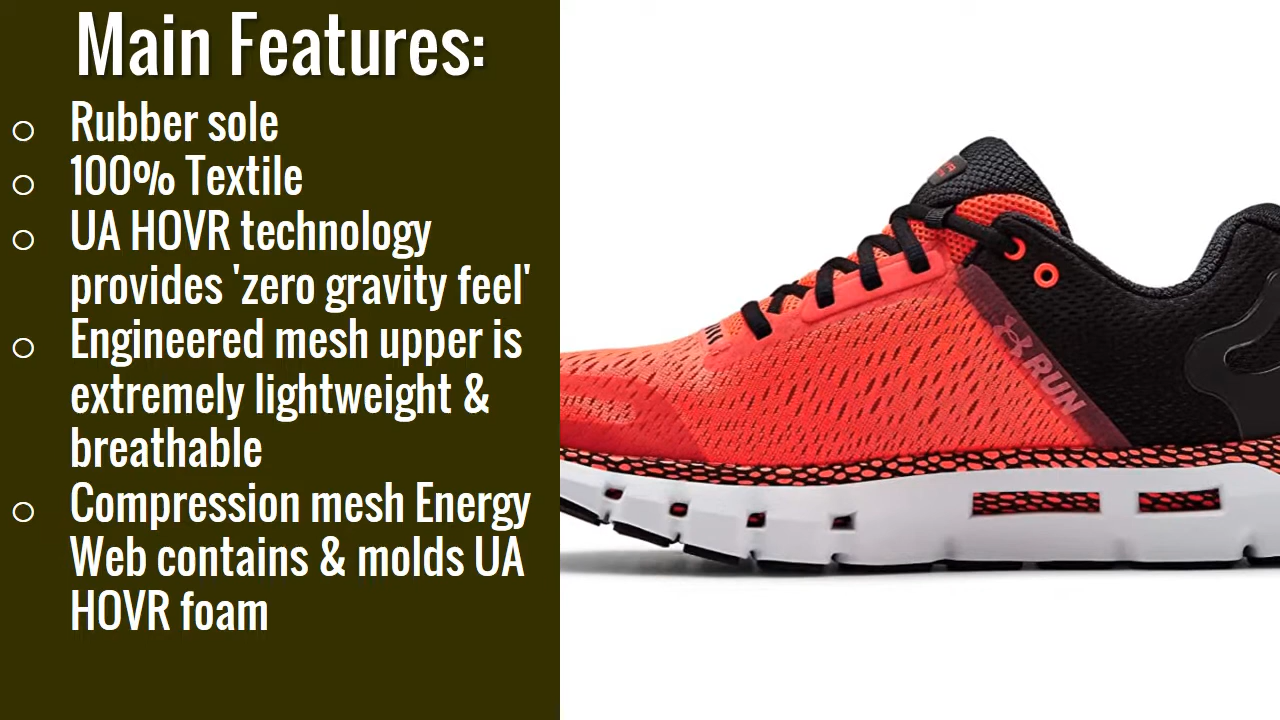 Main Features:
Rubber sole
100% Textile
UA HOVR technology
provides 'zero gravity feel'
Engineered mesh upper is
extremely lightweight &
breathable
Compression mesh Energy
Web contains & molds UA
HOVR foam
RUN